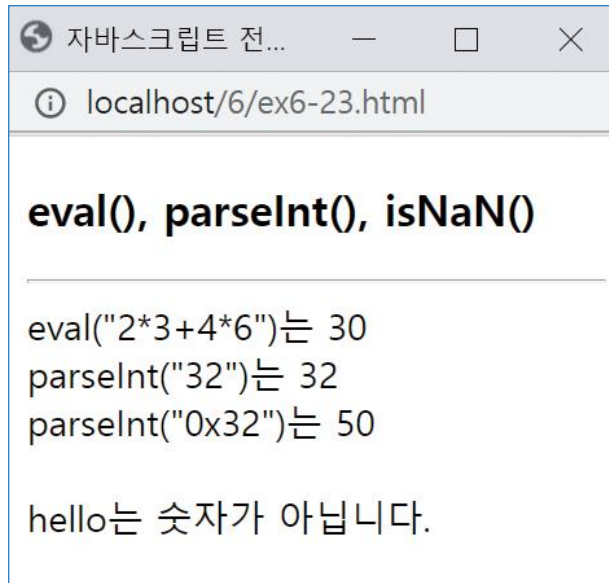 자바스크립트 전...
localhost/6/ex6-23.html
eval(), parseInt(), isNaN()
eval("2*3+4*6")는 30
parseInt("32")는 32
parseInt("0x32")는 50
hello는 숫자가 아닙니다.